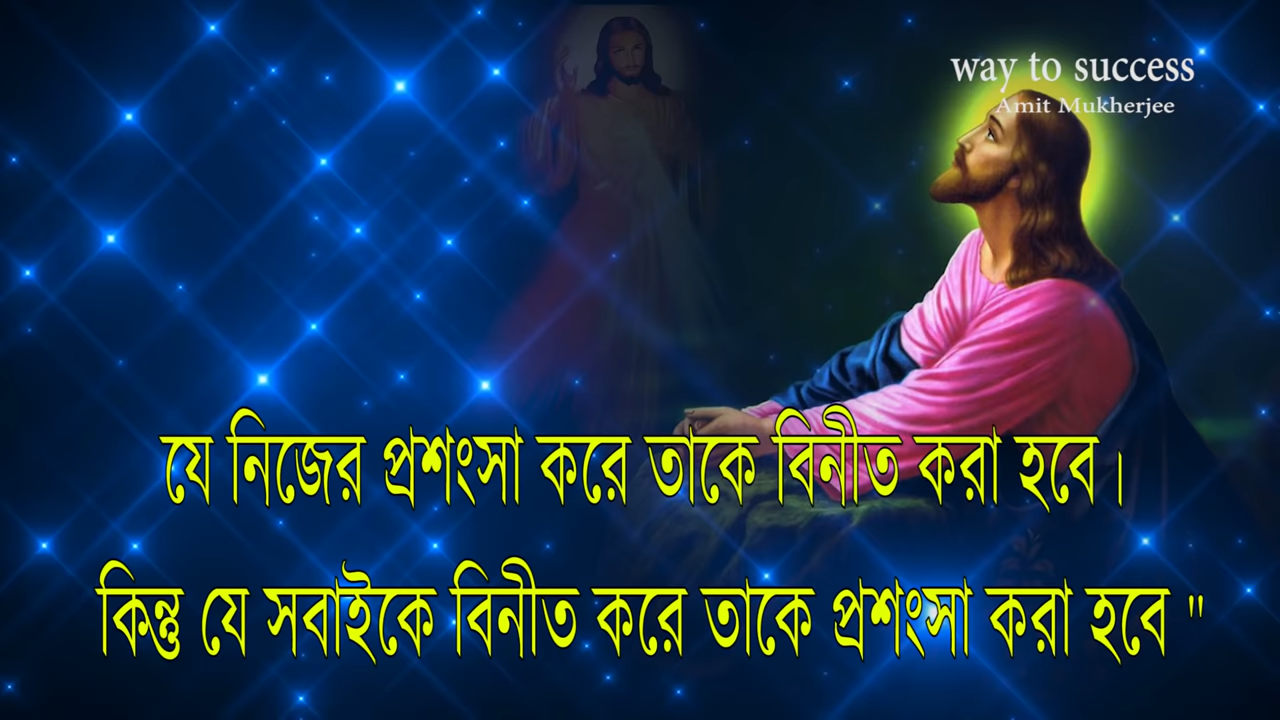 way to success
Amit Mukherjee
যে নিজের প্রশংসা করে তাকে বিনীত করা হবে।
কিন্তু যে সবাইকে বিনীত করে তাকে প্রশংসা করা হবে "